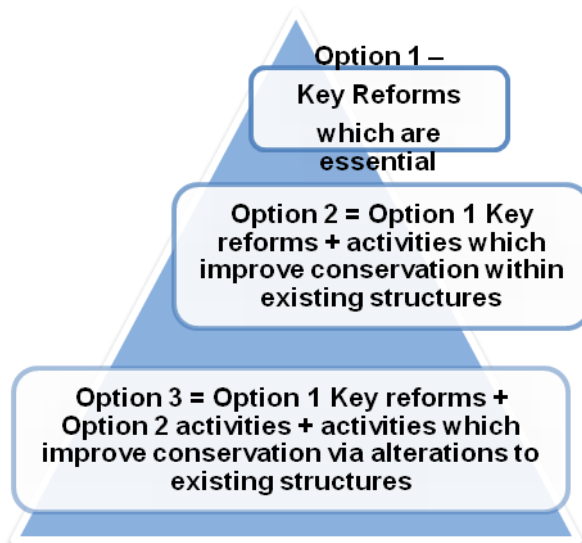 Option 1 –
Key Reforms
which are
essential
Option 2 = Option 1 Key
reforms + activities which
improve conservation within
existing structures
Option 3 = Option 1 Key reforms +
Option 2 activities + activities which
improve conservation via alterations to
existing structures